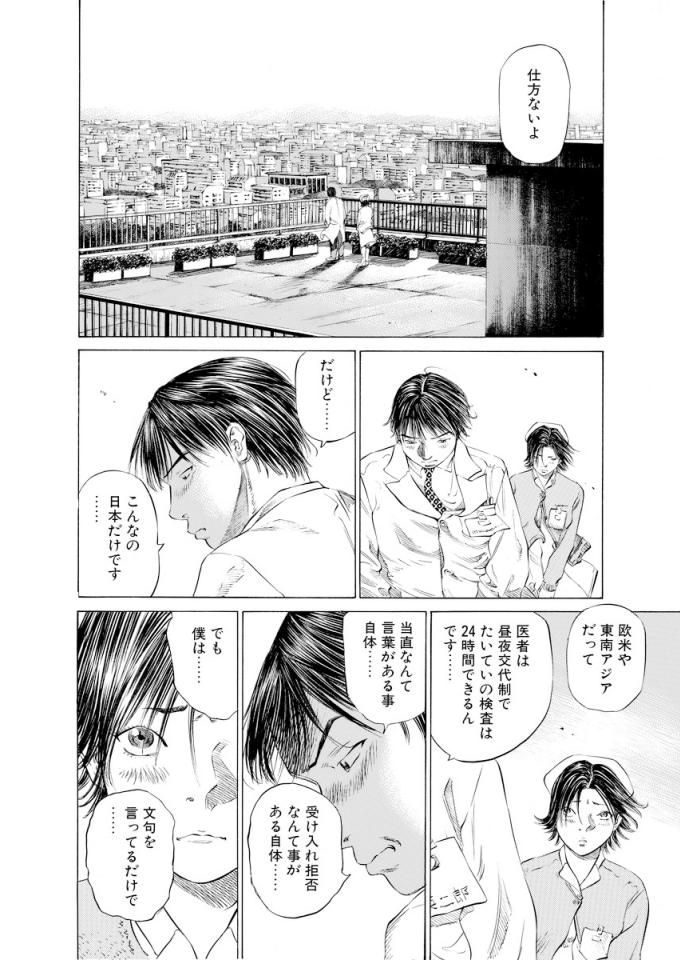 仕方ないよ
だけど……
こんなの
日本だけです
……
欧米や
東南アジア
だって
医者は
昼夜交代制で
たいていの検査は
24時間できるん
です……
当直なんて
言葉がある事
自体……
受け入れ拒否
なんて事が
ある自体……
でも
僕は……
文句を
言ってるだけで
……
二郎